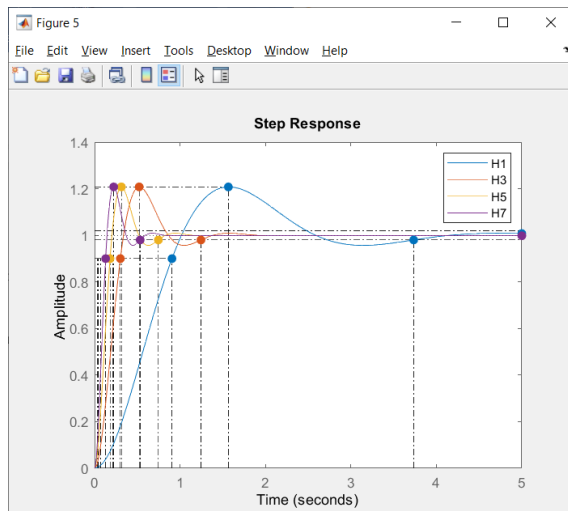 Figure 5
File Edit View Insert Tools Desktop Window Help
Step Response
1.4
1.2
1
0.8
0.6
0.4
0.2
0
Amplitude
H1
H3
H5
H7
0 1 2 3 4 5
Time (seconds)